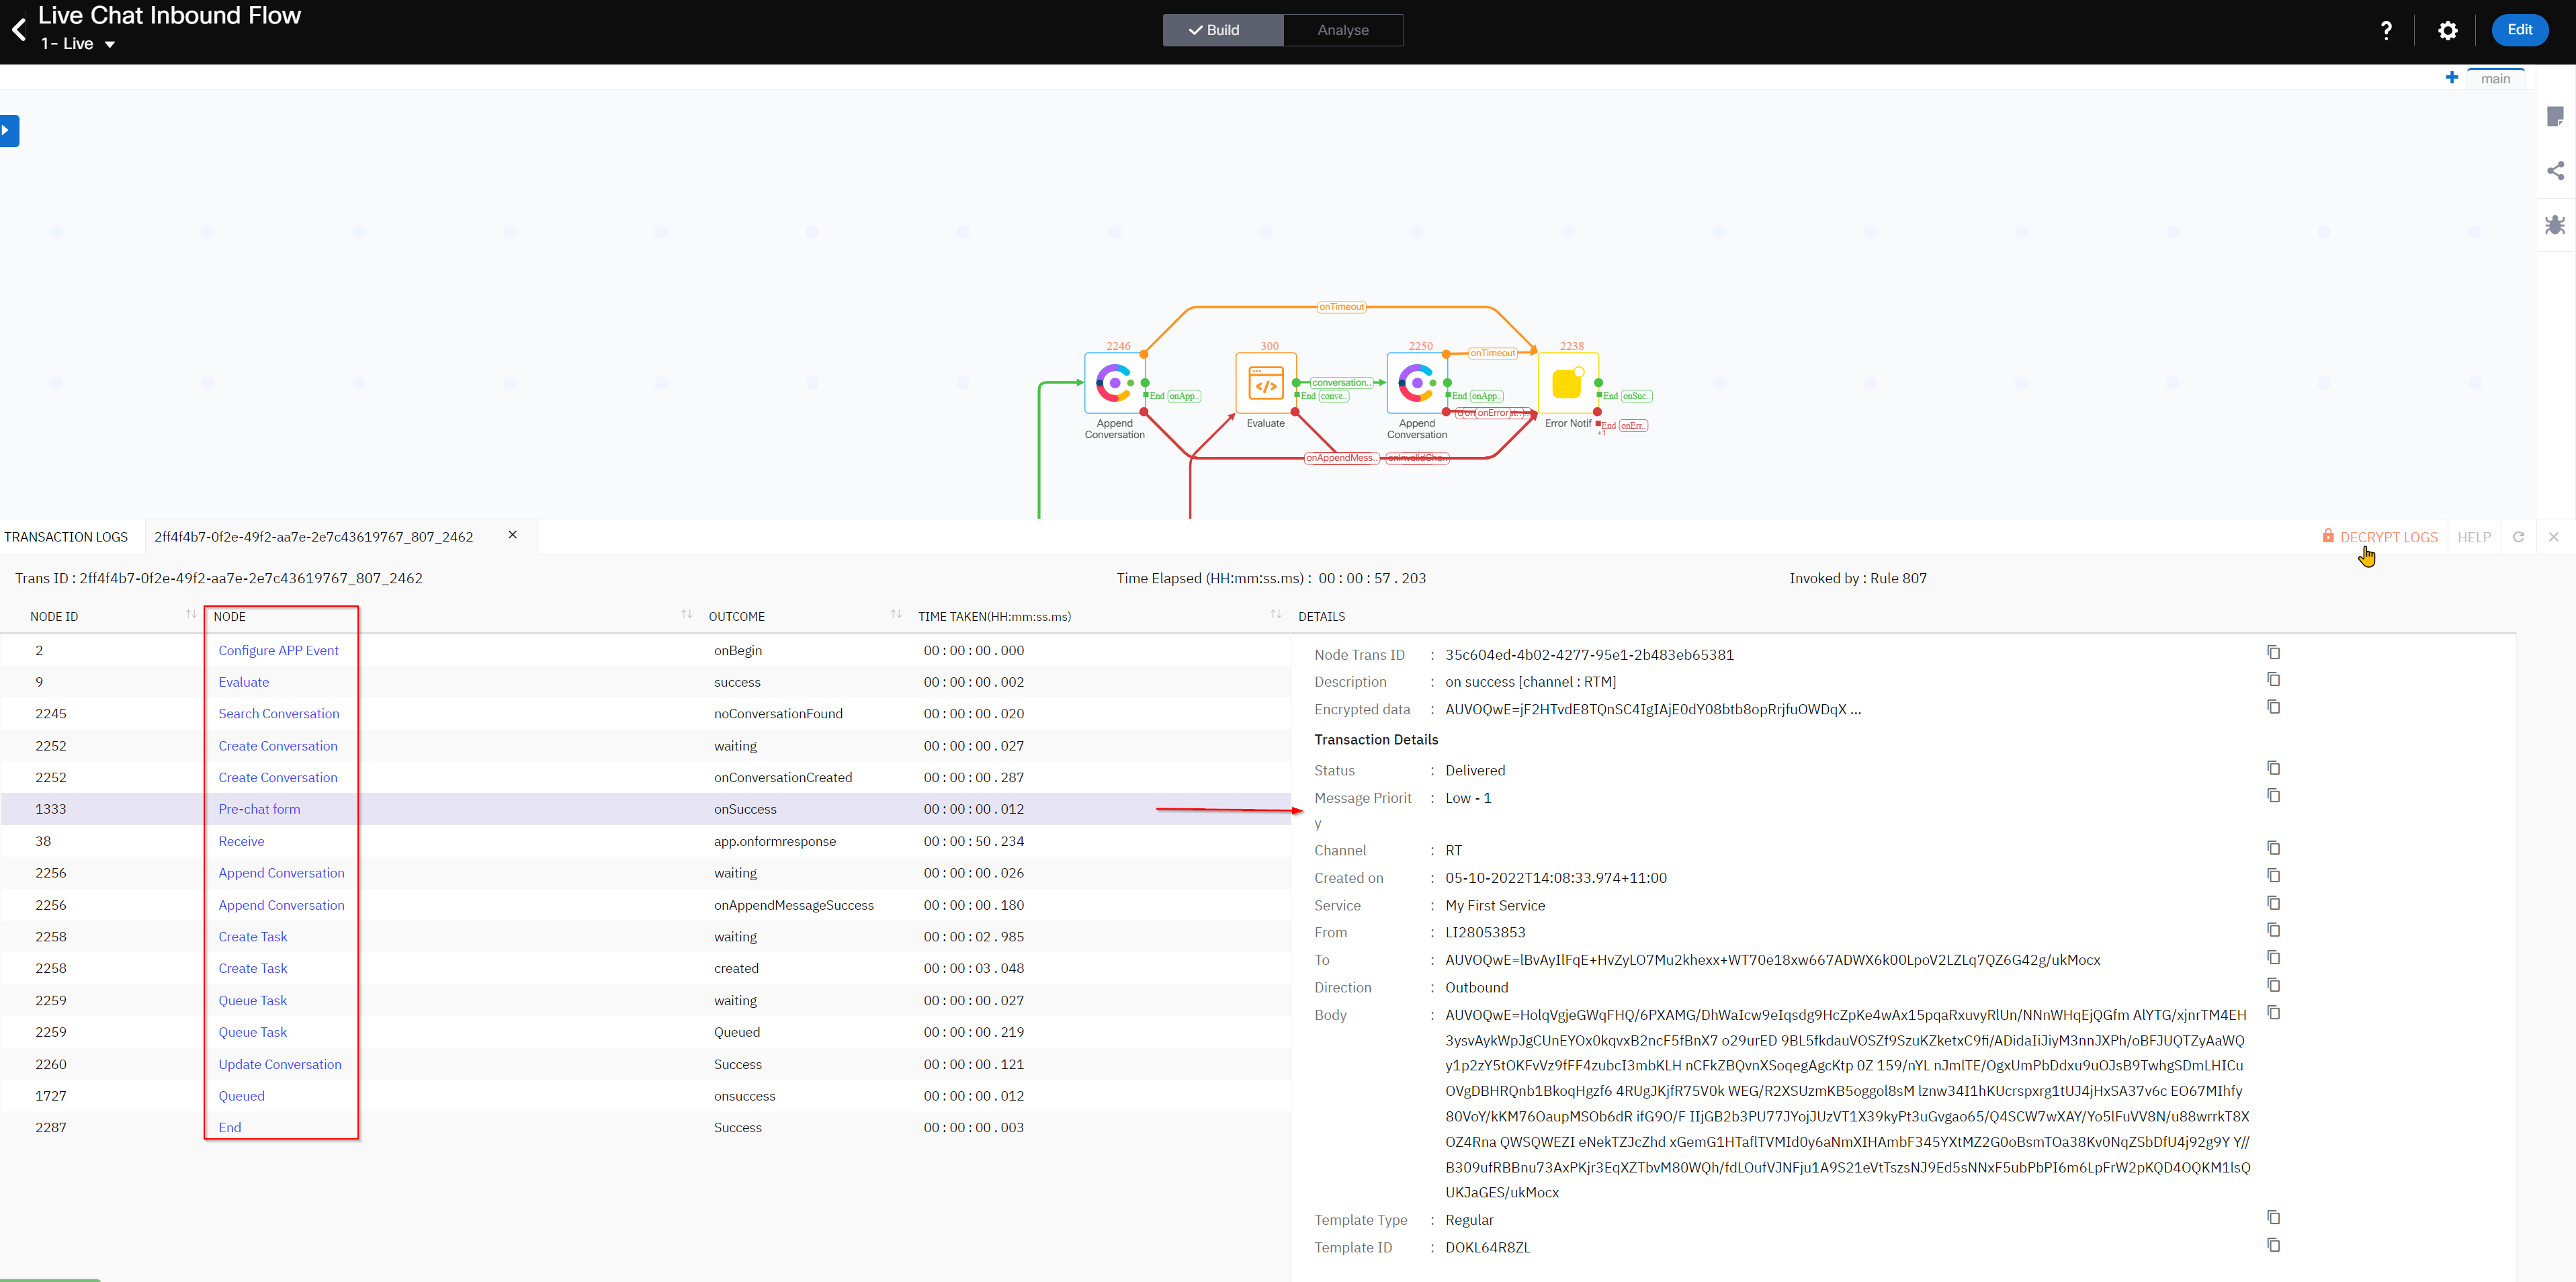 Live Chat Inbound Flow
1- Live
Build
Analyse
?
Edit
+ main
onTimeout
2246
300
2250
2238
onTimeout
conversation..
End onApp..
End conve..
End onApp..
End onSuc..
onError
Append
Conversation
Evaluate
Append
Conversation
Error Notif
End onErr..
+1
onAppendMess..
onInvalidCho..
TRANSACTION LOGS
2ff4f4b7-0f2e-49f2-aa7e-2e7c43619767_807_2462
DECRYPT LOGS
HELP
Trans ID : 2ff4f4b7-0f2e-49f2-aa7e-2e7c43619767_807_2462
Time Elapsed (HH:mm:ss.ms) : 00 : 00 : 57 . 203
Invoked by : Rule 807
NODE ID NODE OUTCOME TIME TAKEN(HH:mm:ss.ms) DETAILS
2 Configure APP Event onBegin 00 : 00 : 00 . 000
9 Evaluate success 00 : 00 : 00 . 002
2245 Search Conversation noConversationFound 00 : 00 : 00 . 020
2252 Create Conversation waiting 00 : 00 : 00 . 027
2252 Create Conversation onConversationCreated 00 : 00 : 00 . 287
1333 Pre-chat form onSuccess 00 : 00 : 00 . 012
38 Receive app.onformresponse 00 : 00 : 50 . 234
2256 Append Conversation waiting 00 : 00 : 00 . 026
2256 Append Conversation onAppendMessageSuccess 00 : 00 : 00 . 180
2258 Create Task waiting 00 : 00 : 02 . 985
2258 Create Task created 00 : 00 : 03 . 048
2259 Queue Task waiting 00 : 00 : 00 . 027
2259 Queue Task Queued 00 : 00 : 00 . 219
2260 Update Conversation Success 00 : 00 : 00 . 121
1727 Queued onsuccess 00 : 00 : 00 . 012
2287 End Success 00 : 00 : 00 . 003
Node Trans ID : 35c604ed-4b02-4277-95e1-2b483eb65381
Description : on success [channel : RTM]
Encrypted data : AUVOQwE=jF2HTvdE8TQnSC4IgIAjE0dY08btb8opRrjfuOWDqX ...
Transaction Details
Status : Delivered
Message Priorit : Low - 1
y
Channel : RT
Created on : 05-10-2022T14:08:33.974+11:00
Service : My First Service
From : LI28053853
To : AUVOQwE=lBvAyIlFqE+HvZyLO7Mu2khexx+WT70e18xw667ADWX6k00LpoV2LZLq7QZ6G42g/ukMocx
Direction : Outbound
Body : AUVOQwE=HolqVgjeGWqFHQ/6PXAMG/DhWaIcw9eIqsdg9HcZpKe4wAx15pqaRxuvyRlUn/NNnWHqEjQGfm AlYTG/xjnrTM4EH
3ysvAykWpJgCUnEYOx0kqvxB2ncF5fBnX7 o29urED 9BL5fkdauVOSZf9SzuKZketxC9fi/ADidaIiJiyM3nnJXPh/oBFJUQTZyAaWQ
y1p2zY5tOKFvVz9fFF4zubcI3mbKLH nCFkZBQvnXSoqegAgcKtp 0Z 159/nYL nJmlTE/OgxUmPbDdxu9uOJsB9TwhgSDmLHICu
OVgDBHRQnb1BkoqHgzf6 4RUgJKjfR75V0k WEG/R2XSUzmKB5oggol8sM lznw34I1hKUcrspxrg1tUJ4jHxSA37v6c EO67MIhfy
80VoY/kKM76OaupMSOb6dR ifG9O/F IIjGB2b3PU77JYojJUzVT1X39kyPt3uGvgao65/Q4SCW7wXAY/Yo5lFuVV8N/u88wrrkT8X
OZ4Rna QWSQWEZI eNekTZJcZhd xGemG1HTaflTVMId0y6aNmXIHAmbF345YXtMZ2G0oBsmTOa38Kv0NqZSbDfU4j92g9Y Y//
B309ufRBBnu73AxPKjr3EqXZTbvM80WQh/fdLOufVJNFju1A9S21eVtTszsNJ9Ed5sNNxF5ubPbPI6m6LpFrW2pKQD4OQKM1lsQ
UKJaGES/ukMocx
Template Type : Regular
Template ID : DOKL64R8ZL